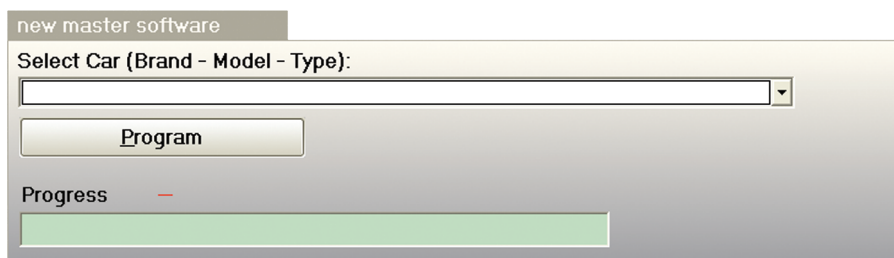 new master software
Select Car (Brand - Model - Type):
Program
Progress —